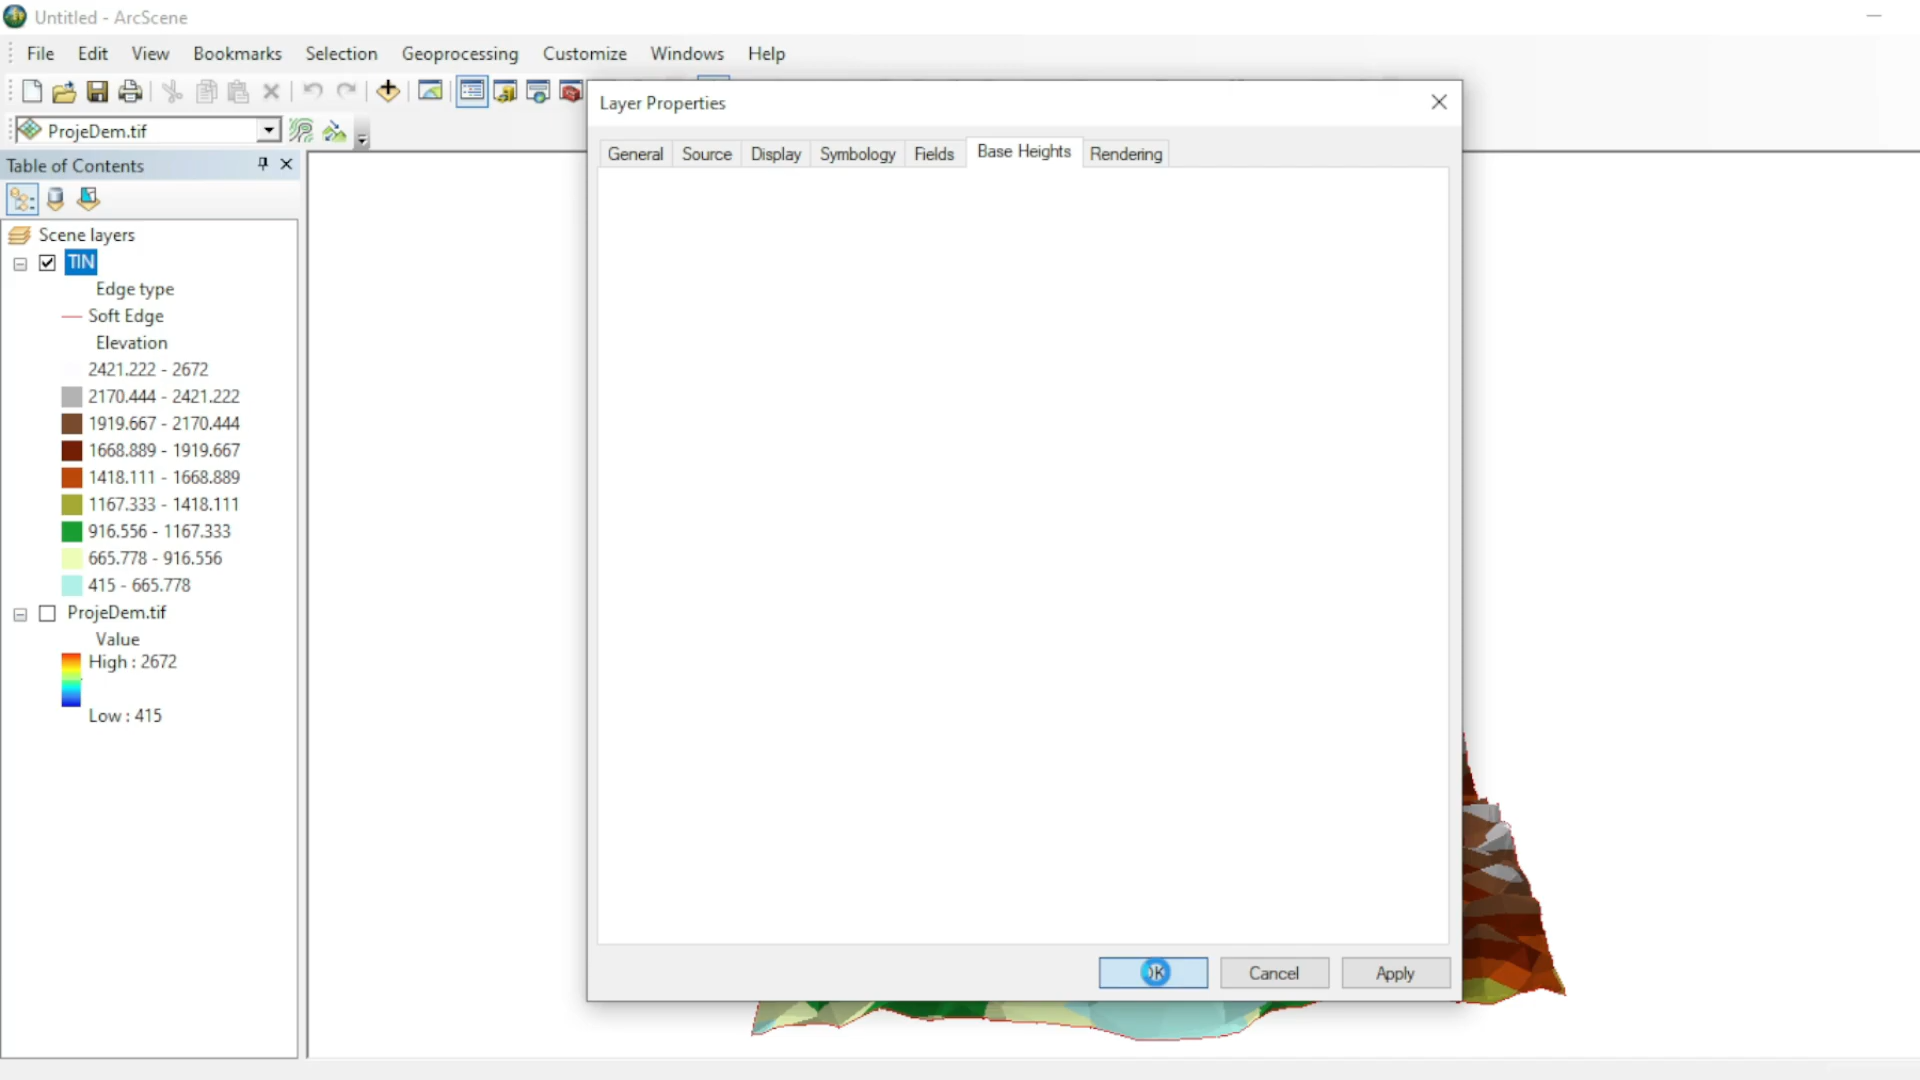 Untitled - ArcScene
File Edit View Bookmarks Selection Geoprocessing Customize Windows Help
Layer Properties
ProjeDem.tif
General Source Display Symbology Fields Base Heights Rendering
Table of Contents
Scene layers
TIN
Edge type
Soft Edge
Elevation
2421.222 - 2672
2170.444 - 2421.222
1919.667 - 2170.444
1668.889 - 1919.667
1418.111 - 1668.889
1167.333 - 1418.111
916.556 - 1167.333
665.778 - 916.556
415 - 665.778
ProjeDem.tif
Value
High : 2672
Low : 415
OK Cancel Apply